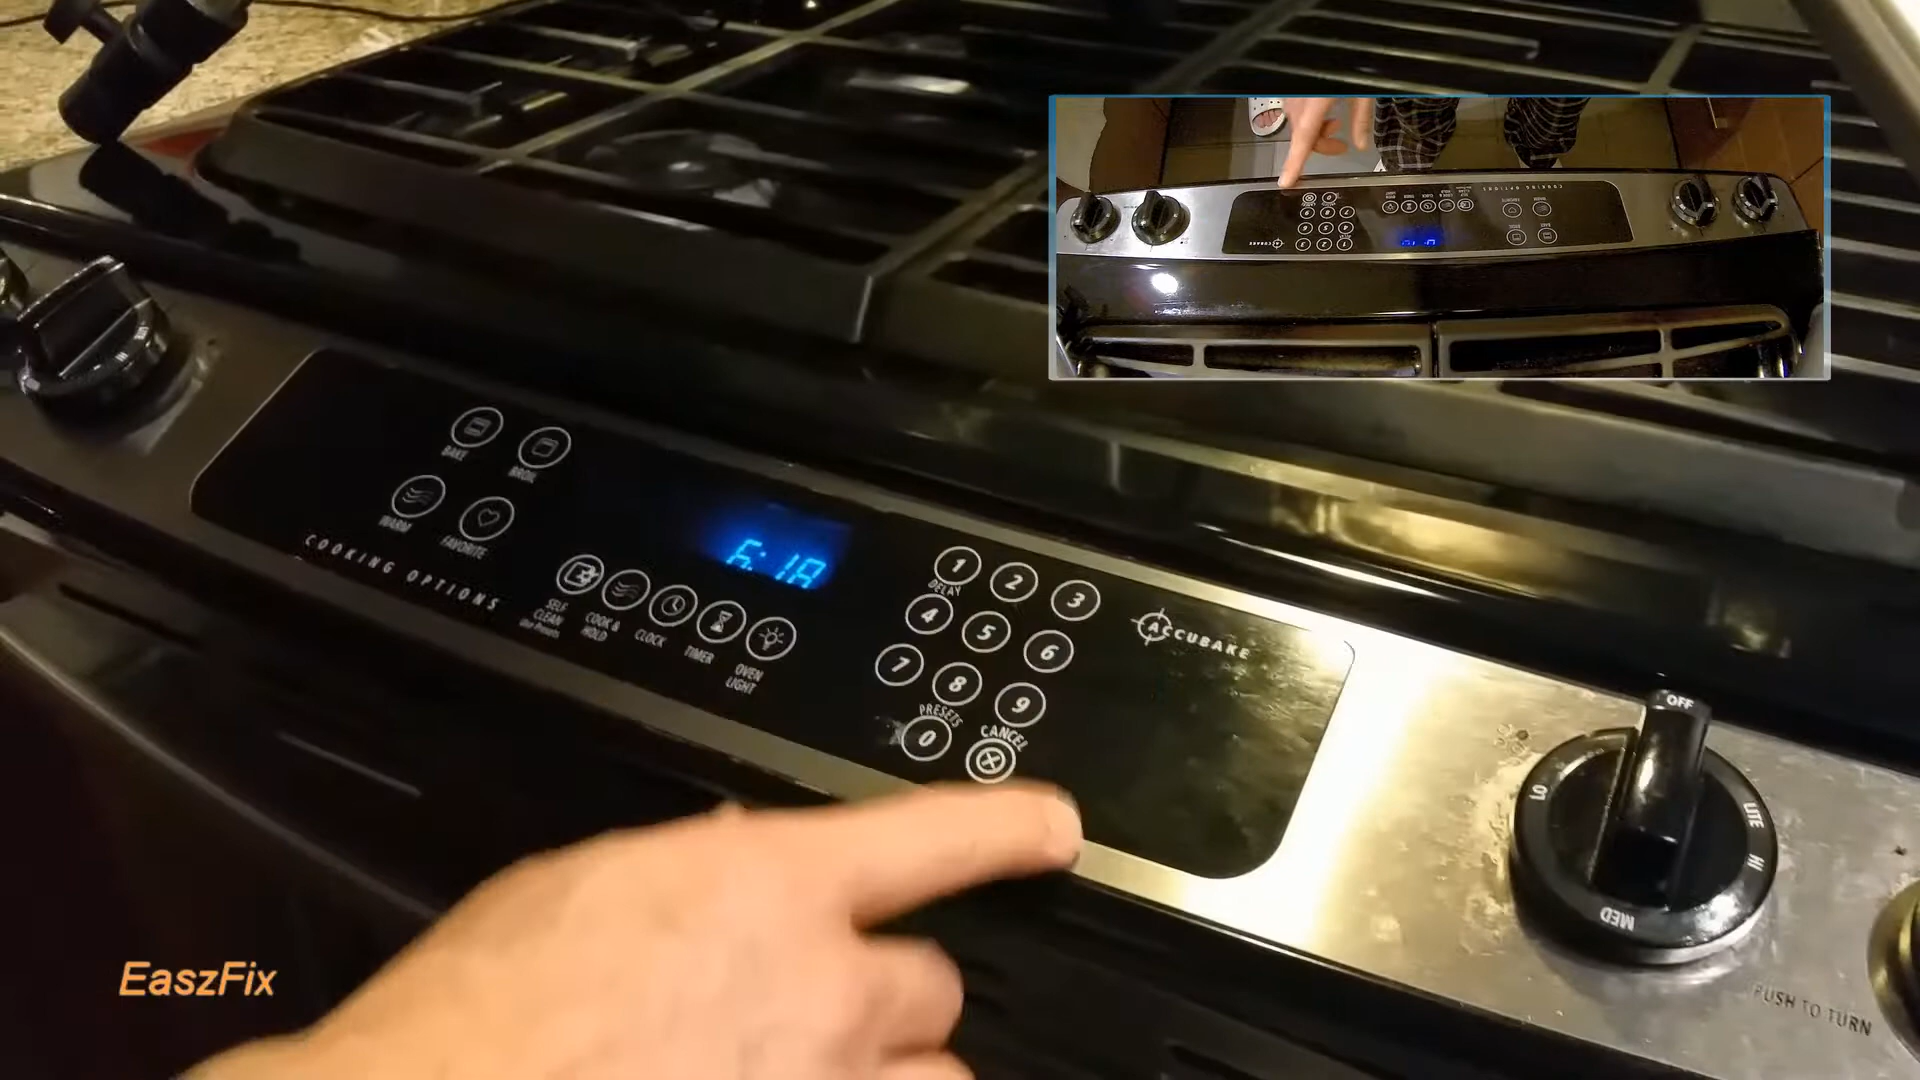 BAKE
BROIL
WARM
FAVORITE
COOKING OPTIONS
6:18
SELF CLEAN
COOK & HOLD
CLOCK
TIMER
OVEN LIGHT
1 2 3
DELAY
4 5 6
7 8 9
PRESETS
0
CANCEL
ACCUBAKE
OFF
LITE
HI
MED
LO
PUSH TO TURN
EaszFix